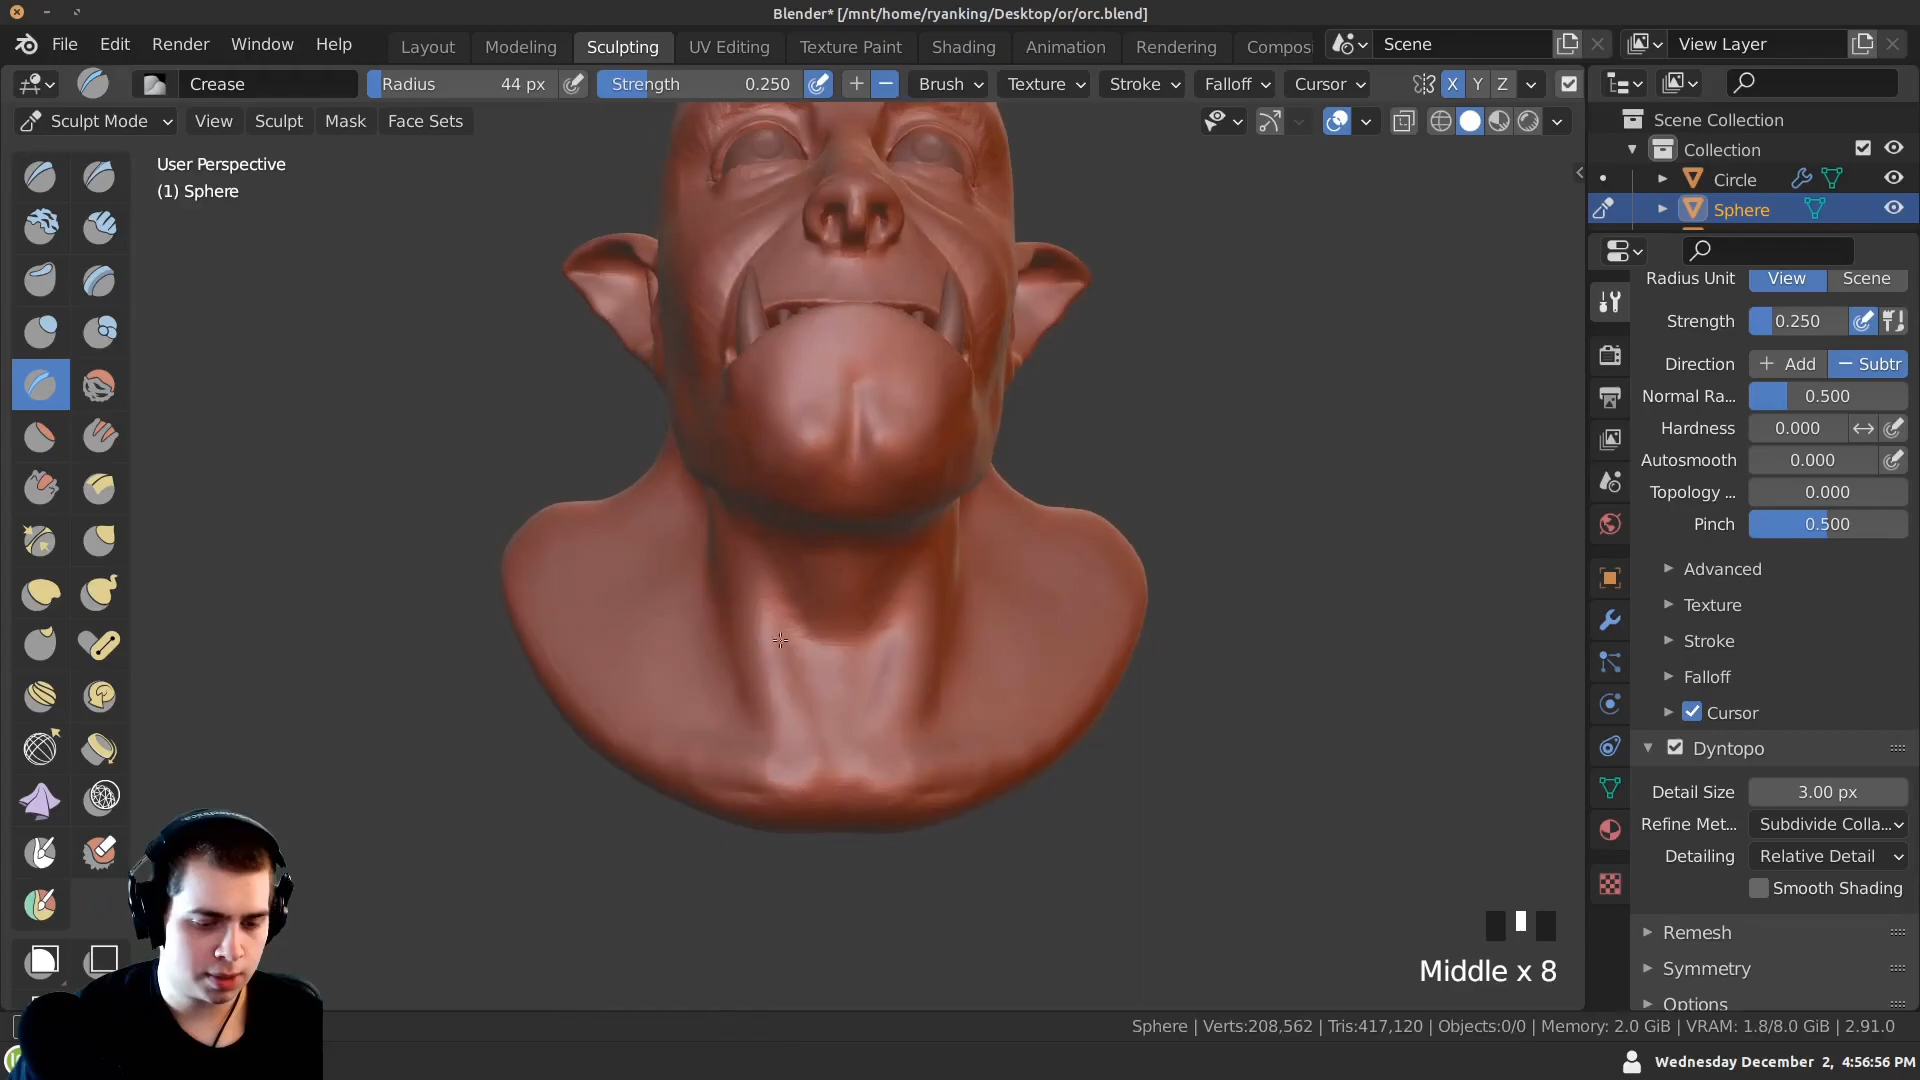 Blender* [/mnt/home/ryanking/Desktop/or/orc.blend]
File Edit Render Window Help Layout Modeling Sculpting UV Editing Texture Paint Shading Animation Rendering Compos Scene View Layer
Crease Radius 44 px Strength 0.250 Brush Texture Stroke Falloff Cursor X Y Z
Sculpt Mode View Sculpt Mask Face Sets
User Perspective
(1) Sphere
Scene Collection
Collection
Circle
Sphere
Radius Unit View Scene
Strength 0.250
Direction Add Subtr
Normal Ra... 0.500
Hardness 0.000
Autosmooth 0.000
Topology ... 0.000
Pinch 0.500
Advanced
Texture
Stroke
Falloff
Cursor
Dyntopo
Detail Size 3.00 px
Refine Met... Subdivide Colla...
Detailing Relative Detail
Smooth Shading
Remesh
Symmetry
Options
Middle x 8
Sphere | Verts:208,562 | Tris:417,120 | Objects:0/0 | Memory: 2.0 GiB | VRAM: 1.8/8.0 GiB | 2.91.0
Wednesday December 2, 4:56:56 PM